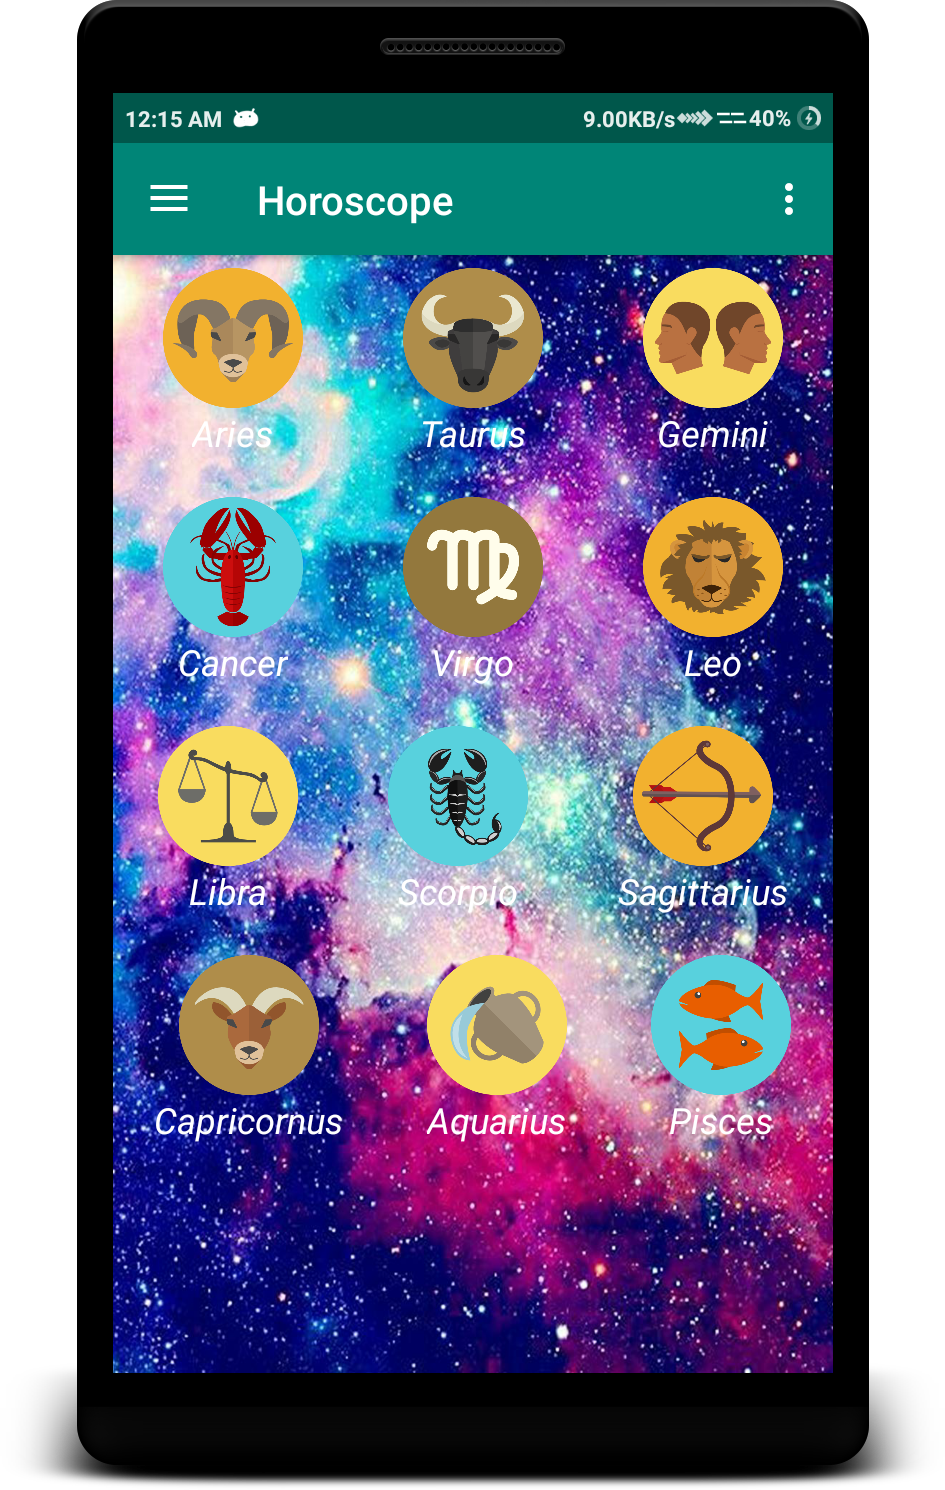 12:15 AM 9.00KB/s 40%
Horoscope
Aries Taurus Gemini
Cancer Virgo Leo
Libra Scorpio Sagittarius
Capricornus Aquarius Pisces